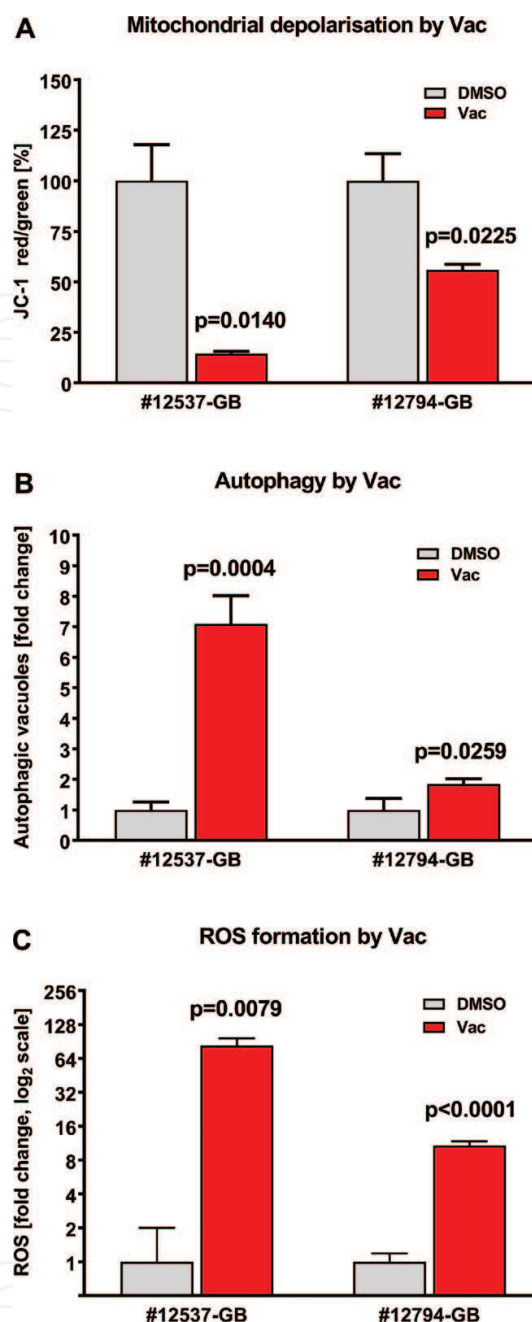 A
Mitochondrial depolarisation by Vac
JC-1 red/green [%]
150
125
100
75
50
25
0
DMSO
Vac
p=0.0140
p=0.0225
#12537-GB
#12794-GB
B
Autophagy by Vac
Autophagic vacuoles [fold change]
10
9
8
7
6
5
4
3
2
1
0
DMSO
Vac
p=0.0004
p=0.0259
#12537-GB
#12794-GB
C
ROS formation by Vac
ROS [fold change, log₂ scale]
256
128
64
32
16
8
4
2
1
DMSO
Vac
p=0.0079
p<0.0001
#12537-GB
#12794-GB